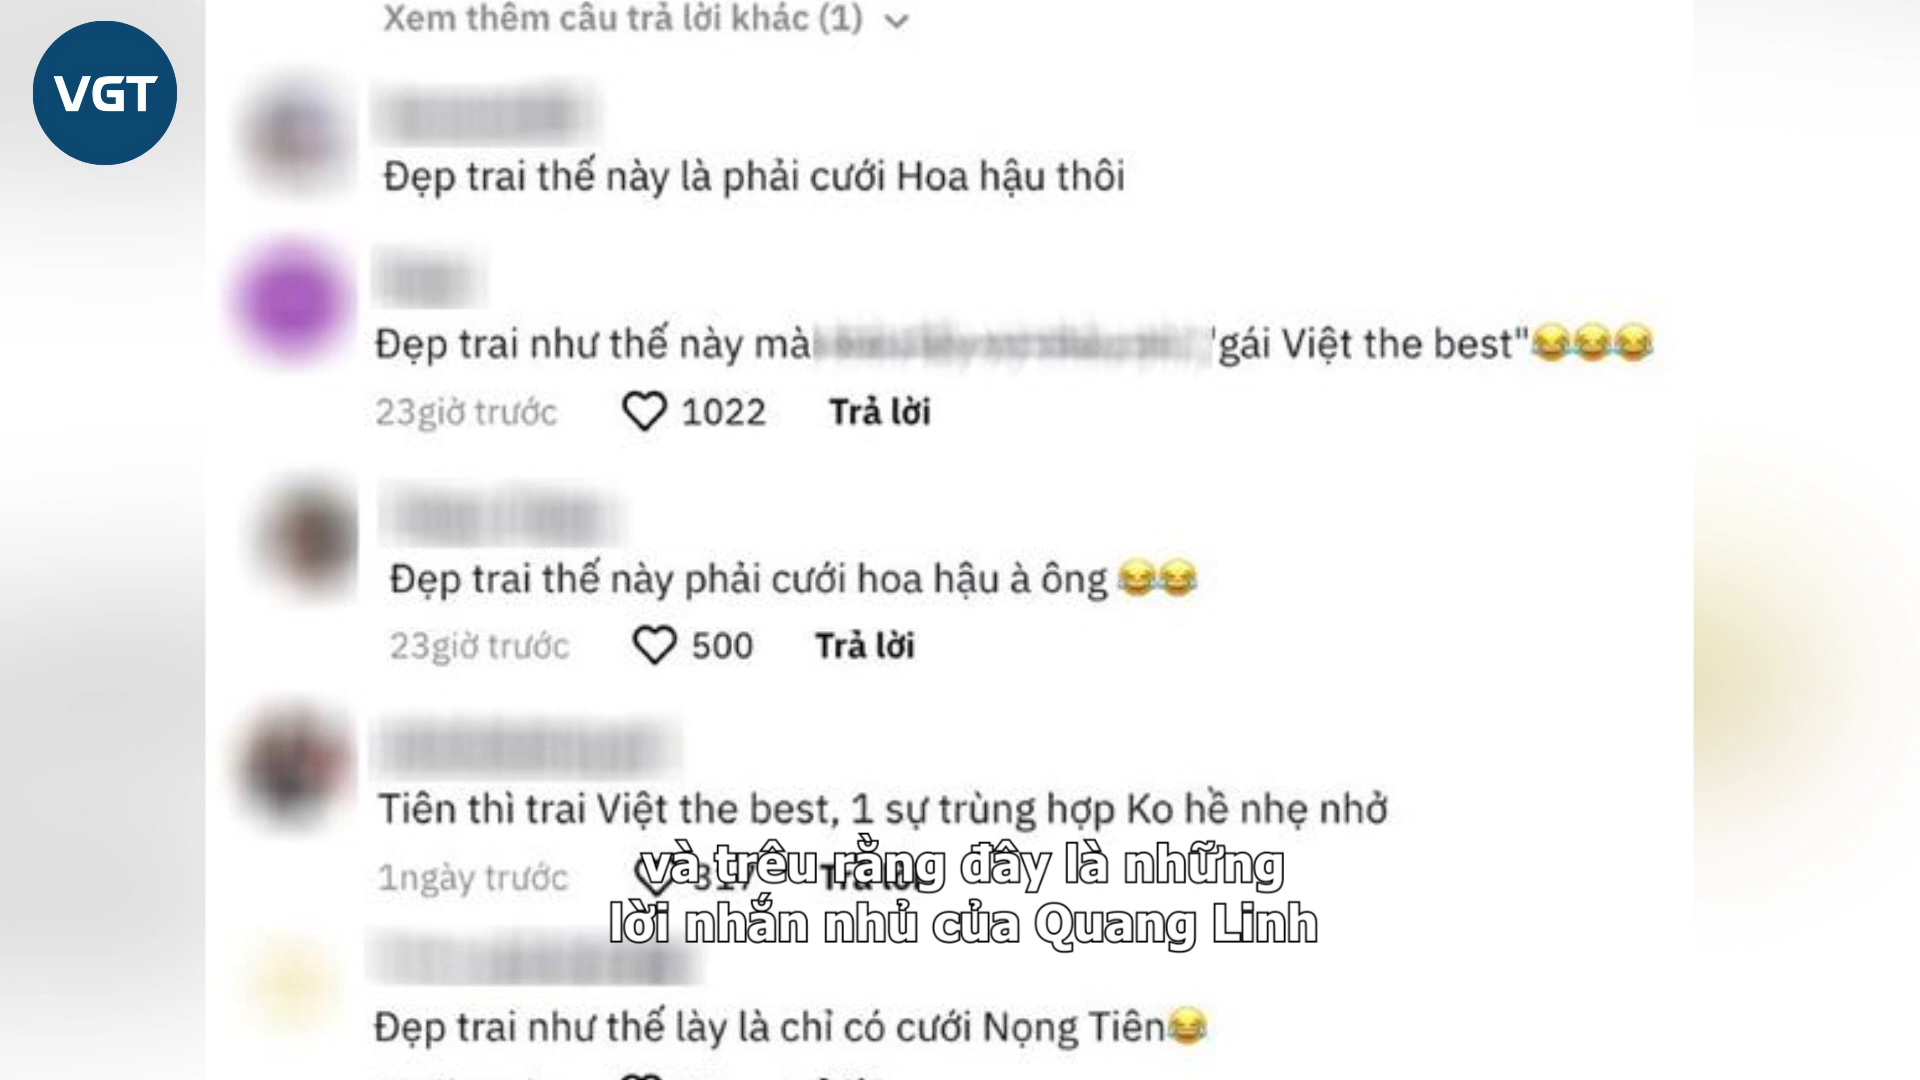 Xem thêm câu trả lời khác (1)
VGT
Đẹp trai thế này là phải cưới Hoa hậu thôi
Đẹp trai như thế này mà "gái Việt the best"😂😂😂
23giờ trước 1022 Trả lời
Đẹp trai thế này phải cưới hoa hậu à ông 😂😂
23giờ trước 500 Trả lời
Tiên thì trai Việt the best, 1 sự trùng hợp Ko hề nhẹ nhở
1ngày trước 317 Trả lời
và trêu rằng đây là những
lời nhắn nhủ của Quang Linh
Đẹp trai như thế lày là chỉ có cưới Nọng Tiên😂